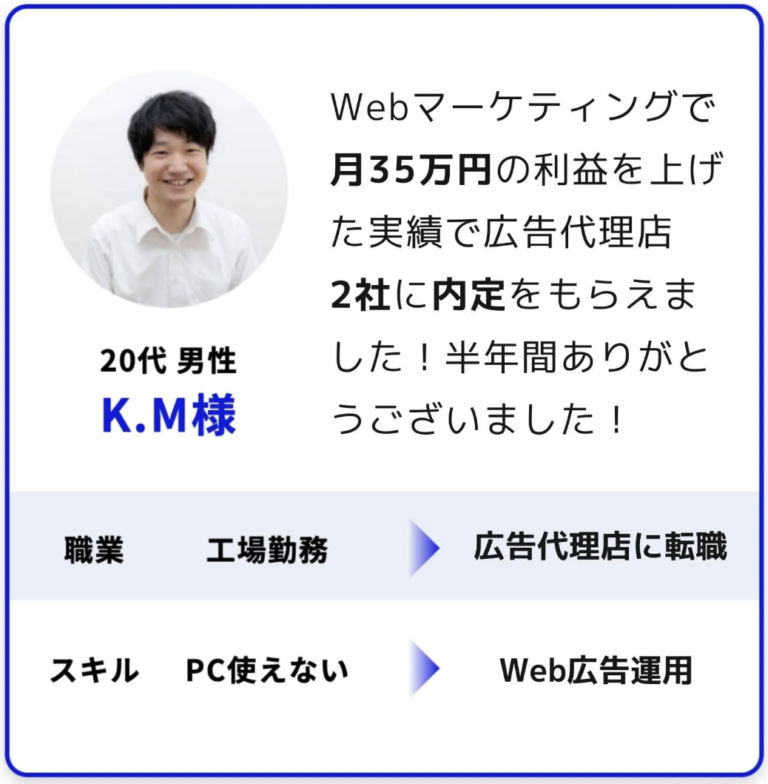 Webマーケティングで
月35万円の利益を上げ
た実績で広告代理店
2社に内定をもらえま
した！半年間ありがと
うございました！
20代 男性
K.M様
職業 工場勤務 広告代理店に転職
スキル PC使えない Web広告運用